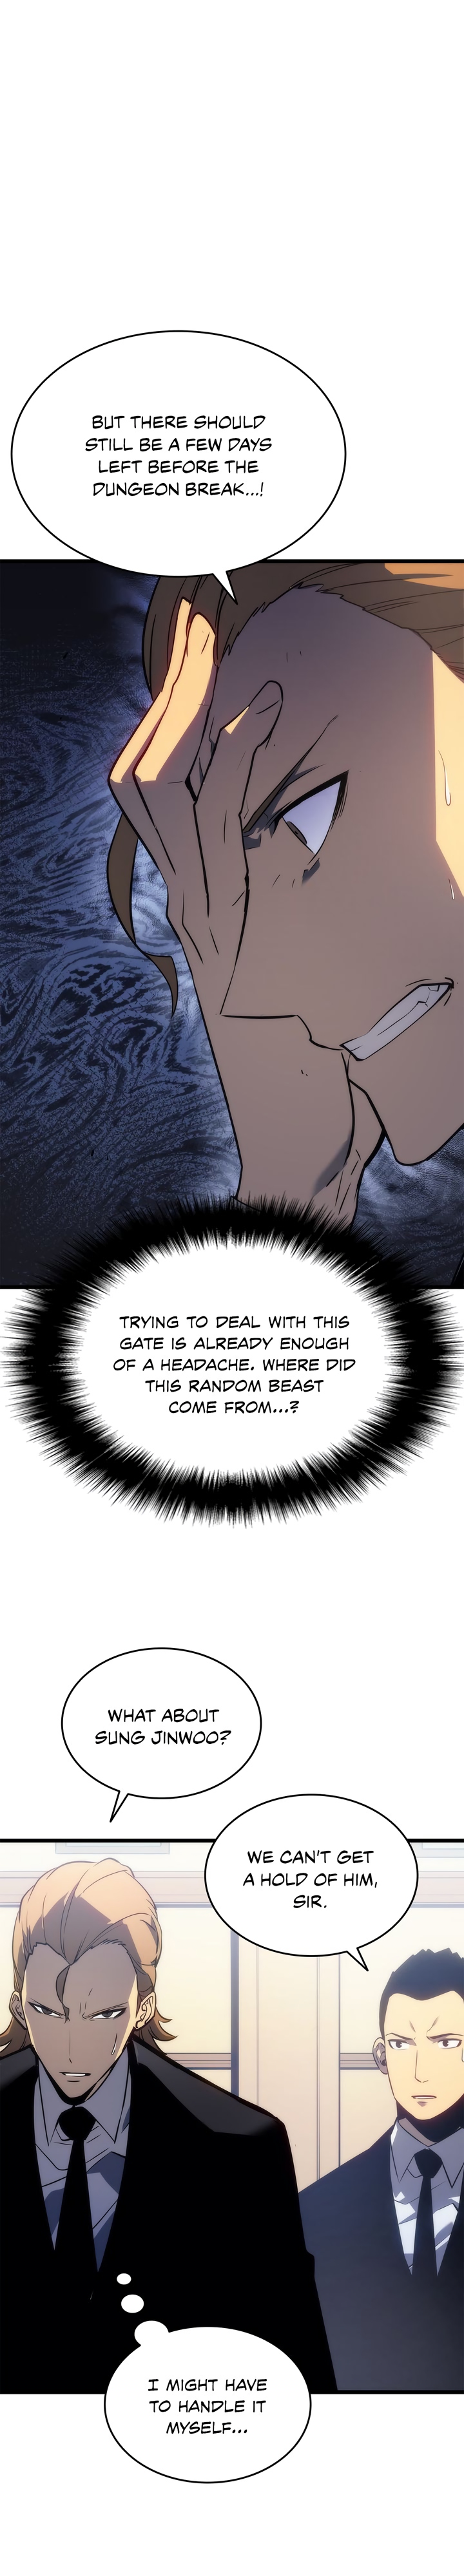 BUT THERE SHOULD
STILL BE A FEW DAYS
LEFT BEFORE THE
DUNGEON BREAK...!
TRYING TO DEAL WITH THIS
GATE IS ALREADY ENOUGH
OF A HEADACHE. WHERE DID
THIS RANDOM BEAST
COME FROM...?
WHAT ABOUT
SUNG JINWOO?
WE CAN'T GET
A HOLD OF HIM,
SIR.
I MIGHT HAVE
TO HANDLE IT
MYSELF...